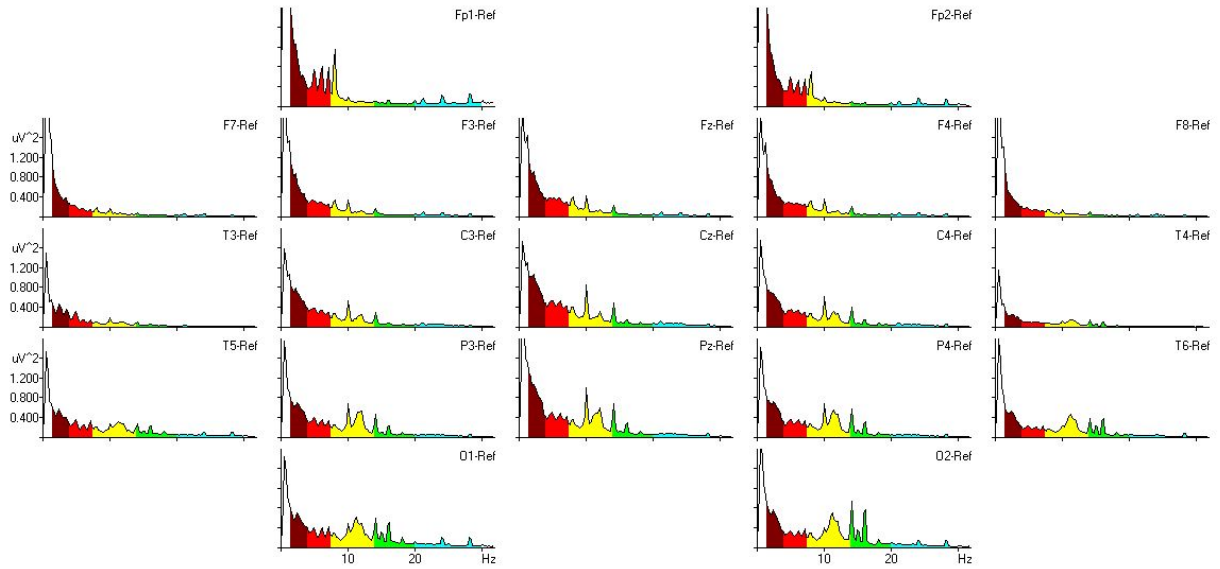 Fp1-Ref Fp2-Ref
F7-Ref F3-Ref Fz-Ref F4-Ref F8-Ref
uV^2
1.200
0.800
0.400
T3-Ref C3-Ref Cz-Ref C4-Ref T4-Ref
uV^2
1.200
0.800
0.400
T5-Ref P3-Ref Pz-Ref P4-Ref T6-Ref
uV^2
1.200
0.800
0.400
O1-Ref O2-Ref
10 20 Hz 10 20 Hz